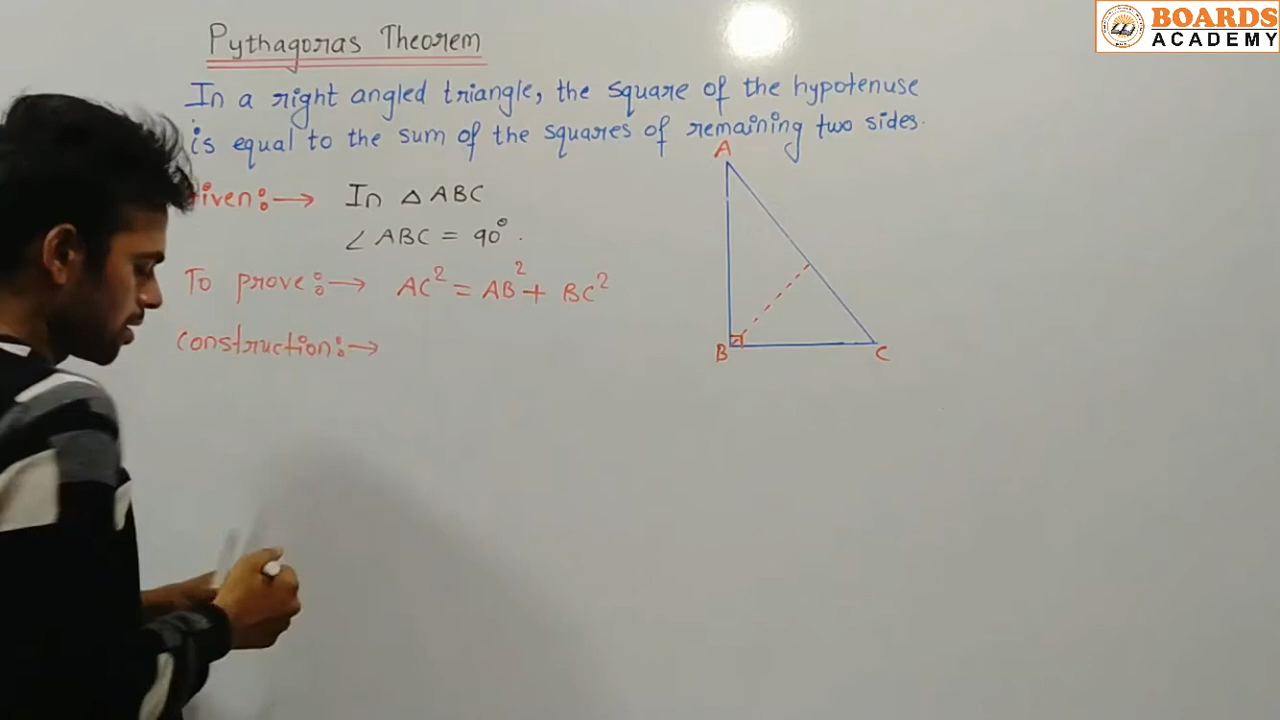 BOARDS
ACADEMY
Pythagoras Theorem
In a right angled triangle, the square of the hypotenuse
is equal to the sum of the squares of remaining two sides.
iven:→ In △ABC
∠ABC = 90°.
To prove:→ AC² = AB² + BC²
Construction:→
A
B
C